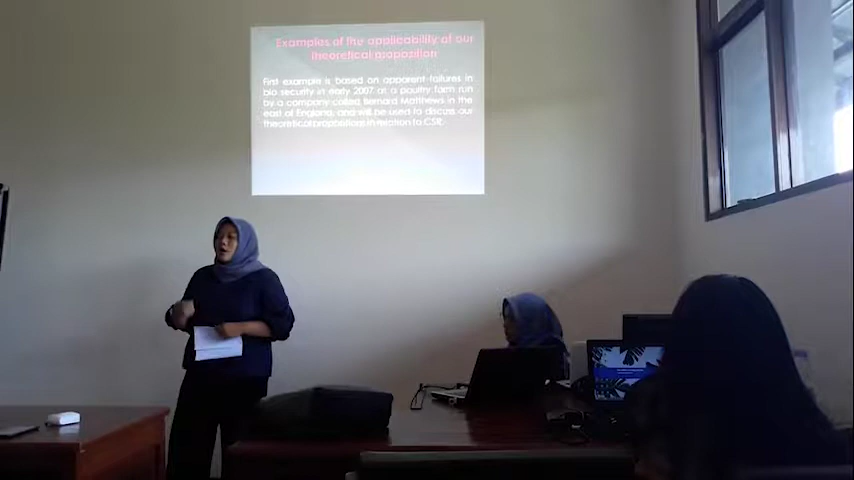 Examples of the applicability of our
theoretical proposition
First example is based on apparent failures in
bio security in early 2007 at a poultry farm run
by a company called Bernard Matthews in the
east of England, and will be used to discuss our
theoretical propositions in relation to CSR.